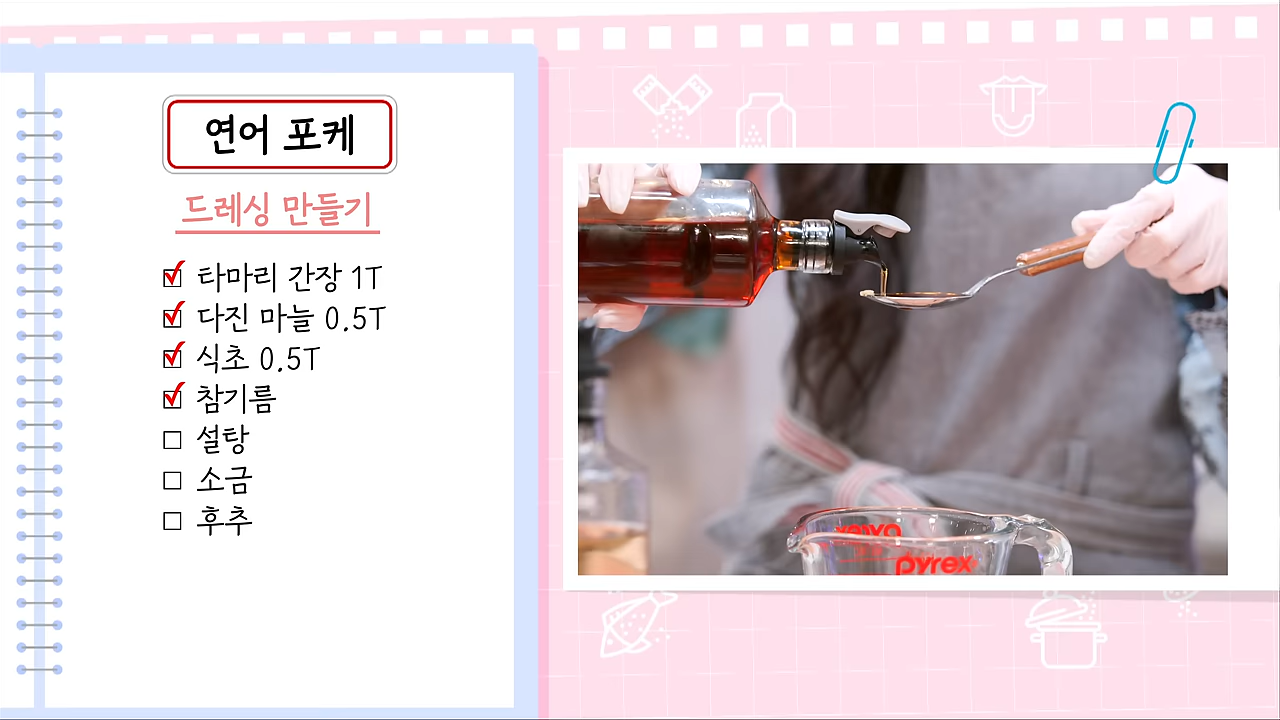 연어 포케
드레싱 만들기
타마리 간장 1T
다진 마늘 0.5T
식초 0.5T
참기름
설탕
소금
후추
pyrex